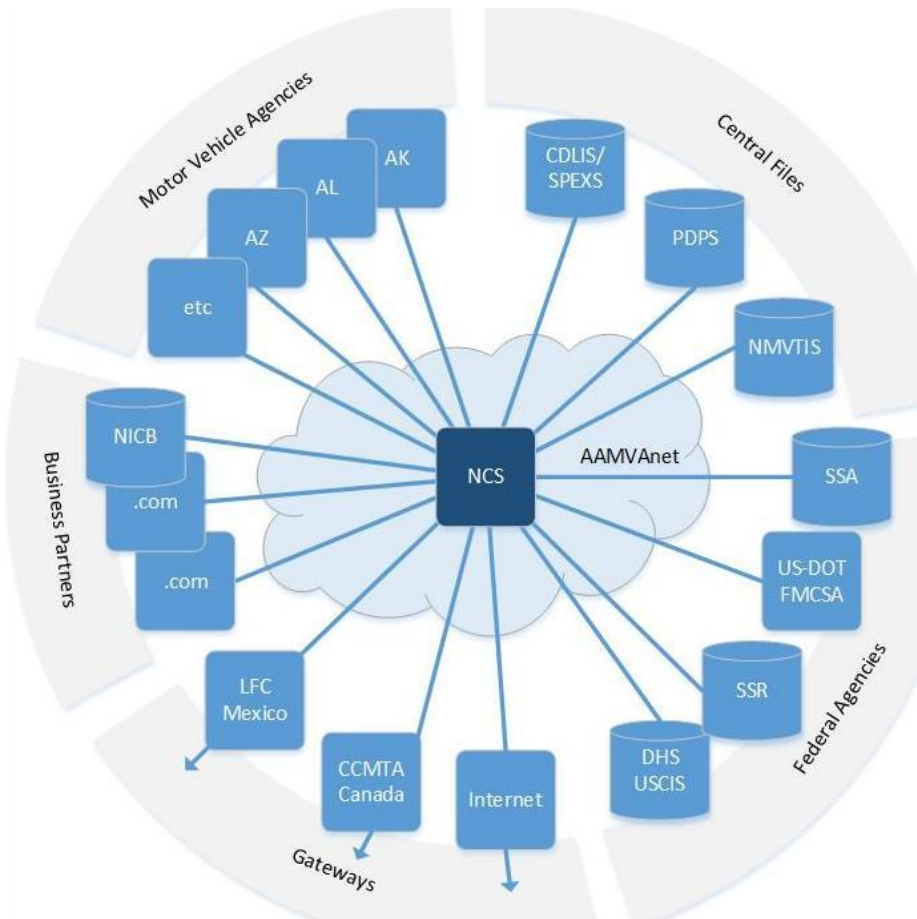 Motor Vehicle Agencies
AK
AL
AZ
etc
Central Files
CDLIS/
SPEXS
PDPS
NMVTIS
NCS
AAMVAnet
Business Partners
NICB
.com
.com
SSA
US-DOT
FMCSA
SSR
DHS
USCIS
Federal Agencies
LFC
Mexico
CCMTA
Canada
Internet
Gateways